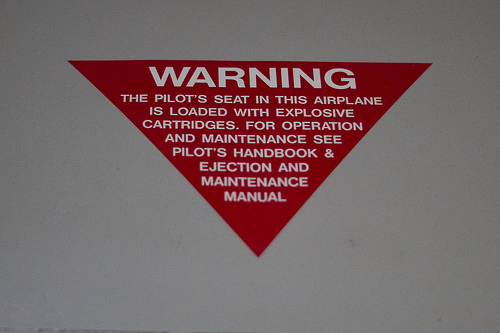 WARNING
THE PILOT'S SEAT IN THIS AIRPLANE
IS LOADED WITH EXPLOSIVE
CARTRIDGES. FOR OPERATION
AND MAINTENANCE SEE
PILOT'S HANDBOOK &
EJECTION AND
MAINTENANCE
MANUAL